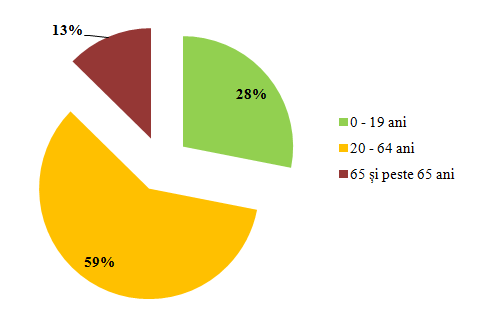 13%
28%
59%
0 - 19 ani
20 - 64 ani
65 și peste 65 ani